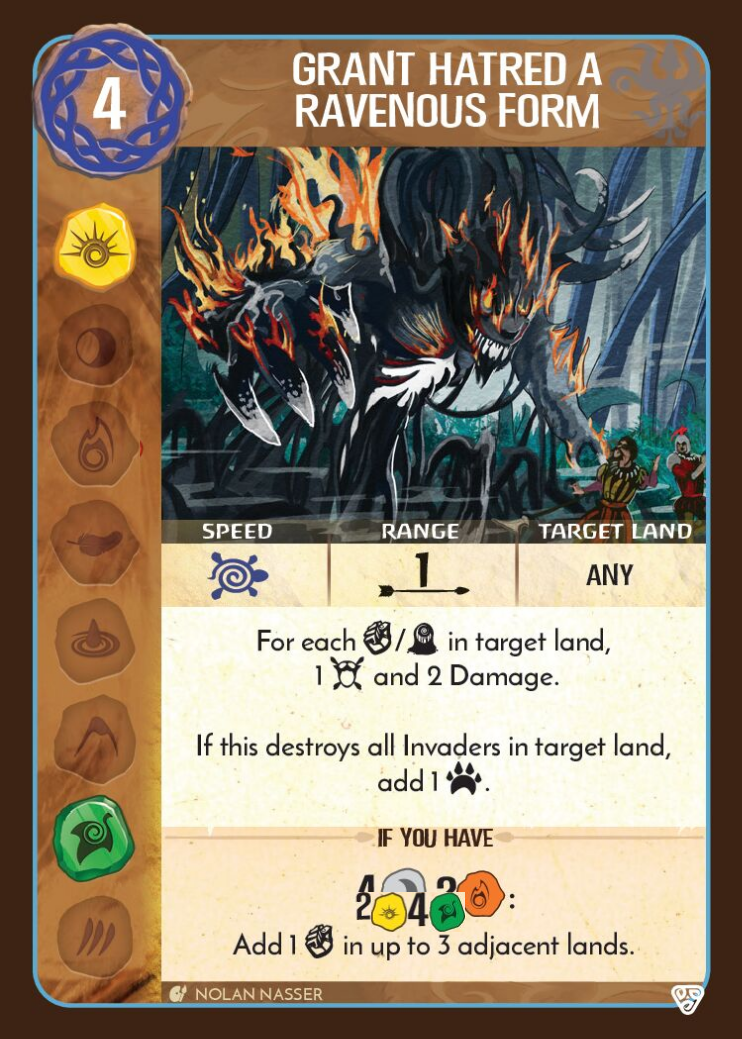 4
GRANT HATRED A
RAVENOUS FORM
SPEED RANGE TARGET LAND
1 ANY
For each / in target land,
1 and 2 Damage.
If this destroys all Invaders in target land,
add 1 .
IF YOU HAVE
2 4 :
Add 1 in up to 3 adjacent lands.
NOLAN NASSER